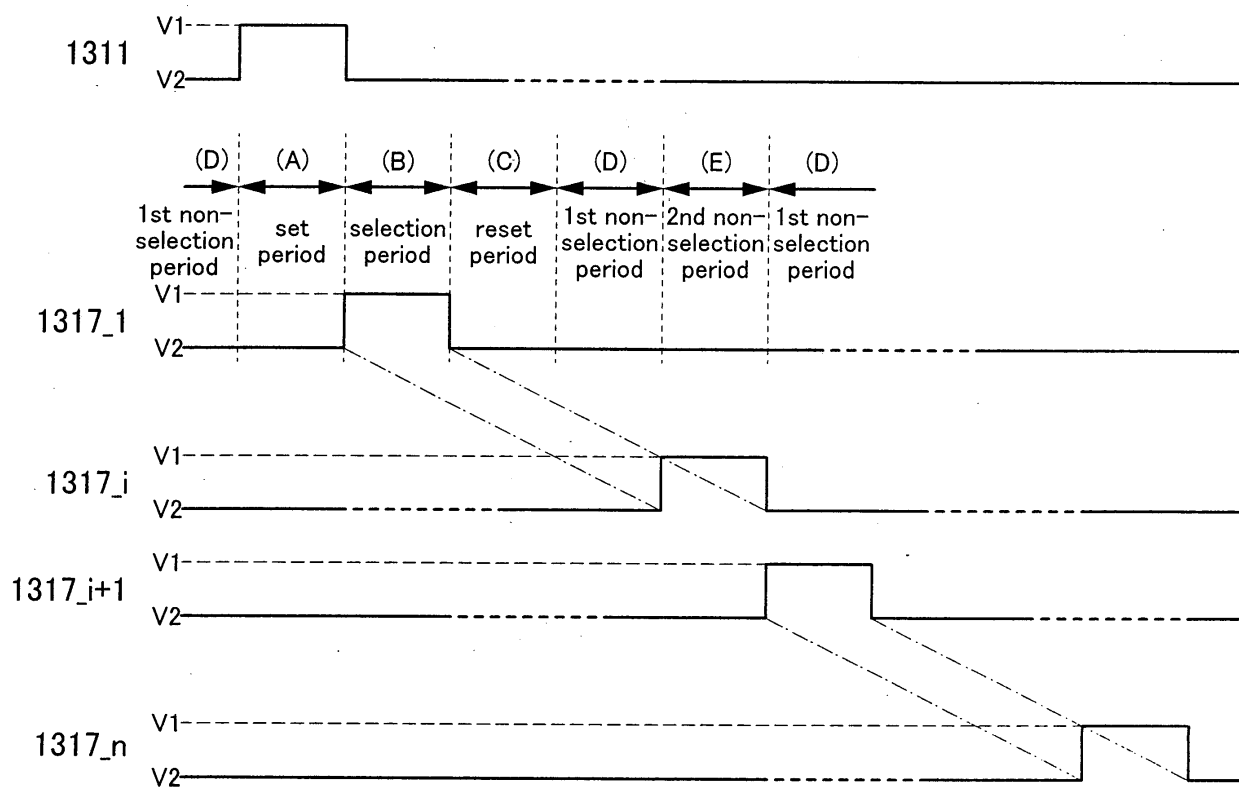 V1
1311
V2
(D) (A) (B) (C) (D) (E) (D)
1st non-selection period
set period
selection period
reset period
1st non-selection period
2nd non-selection period
1st non-selection period
V1
1317_1
V2
V1
1317_i
V2
V1
1317_i+1
V2
V1
1317_n
V2